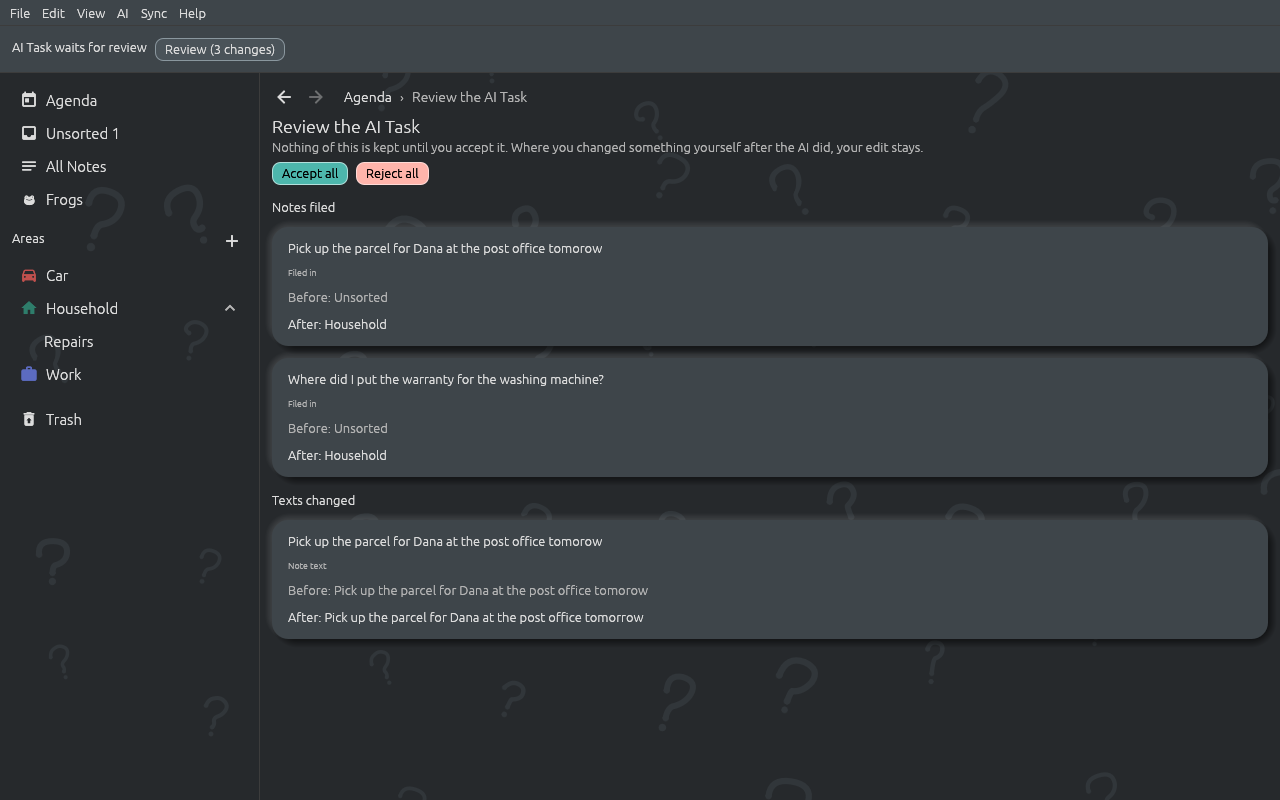 File Edit View AI Sync Help
AI Task waits for review Review (3 changes)
Agenda
Unsorted 1
All Notes
Frogs
Areas
Car
Household
Repairs
Work
Trash
Agenda › Review the AI Task
Review the AI Task
Nothing of this is kept until you accept it. Where you changed something yourself after the AI did, your edit stays.
Accept all Reject all
Notes filed
Pick up the parcel for Dana at the post office tomorow
Filed in
Before: Unsorted
After: Household
Where did I put the warranty for the washing machine?
Filed in
Before: Unsorted
After: Household
Texts changed
Pick up the parcel for Dana at the post office tomorow
Note text
Before: Pick up the parcel for Dana at the post office tomorow
After: Pick up the parcel for Dana at the post office tomorrow